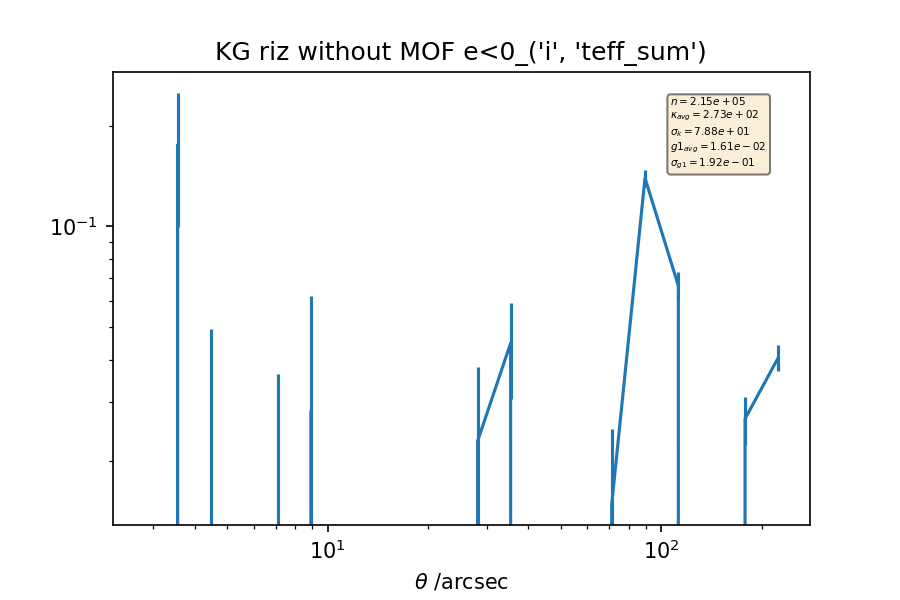 KG riz without MOF e<0_('i', 'teff_sum')
n = 2.15e + 05
κavg = 2.73e + 02
σk = 7.88e + 01
g1avg = 1.61e − 02
σg1 = 1.92e − 01
10⁻¹
10¹ 10²
θ /arcsec